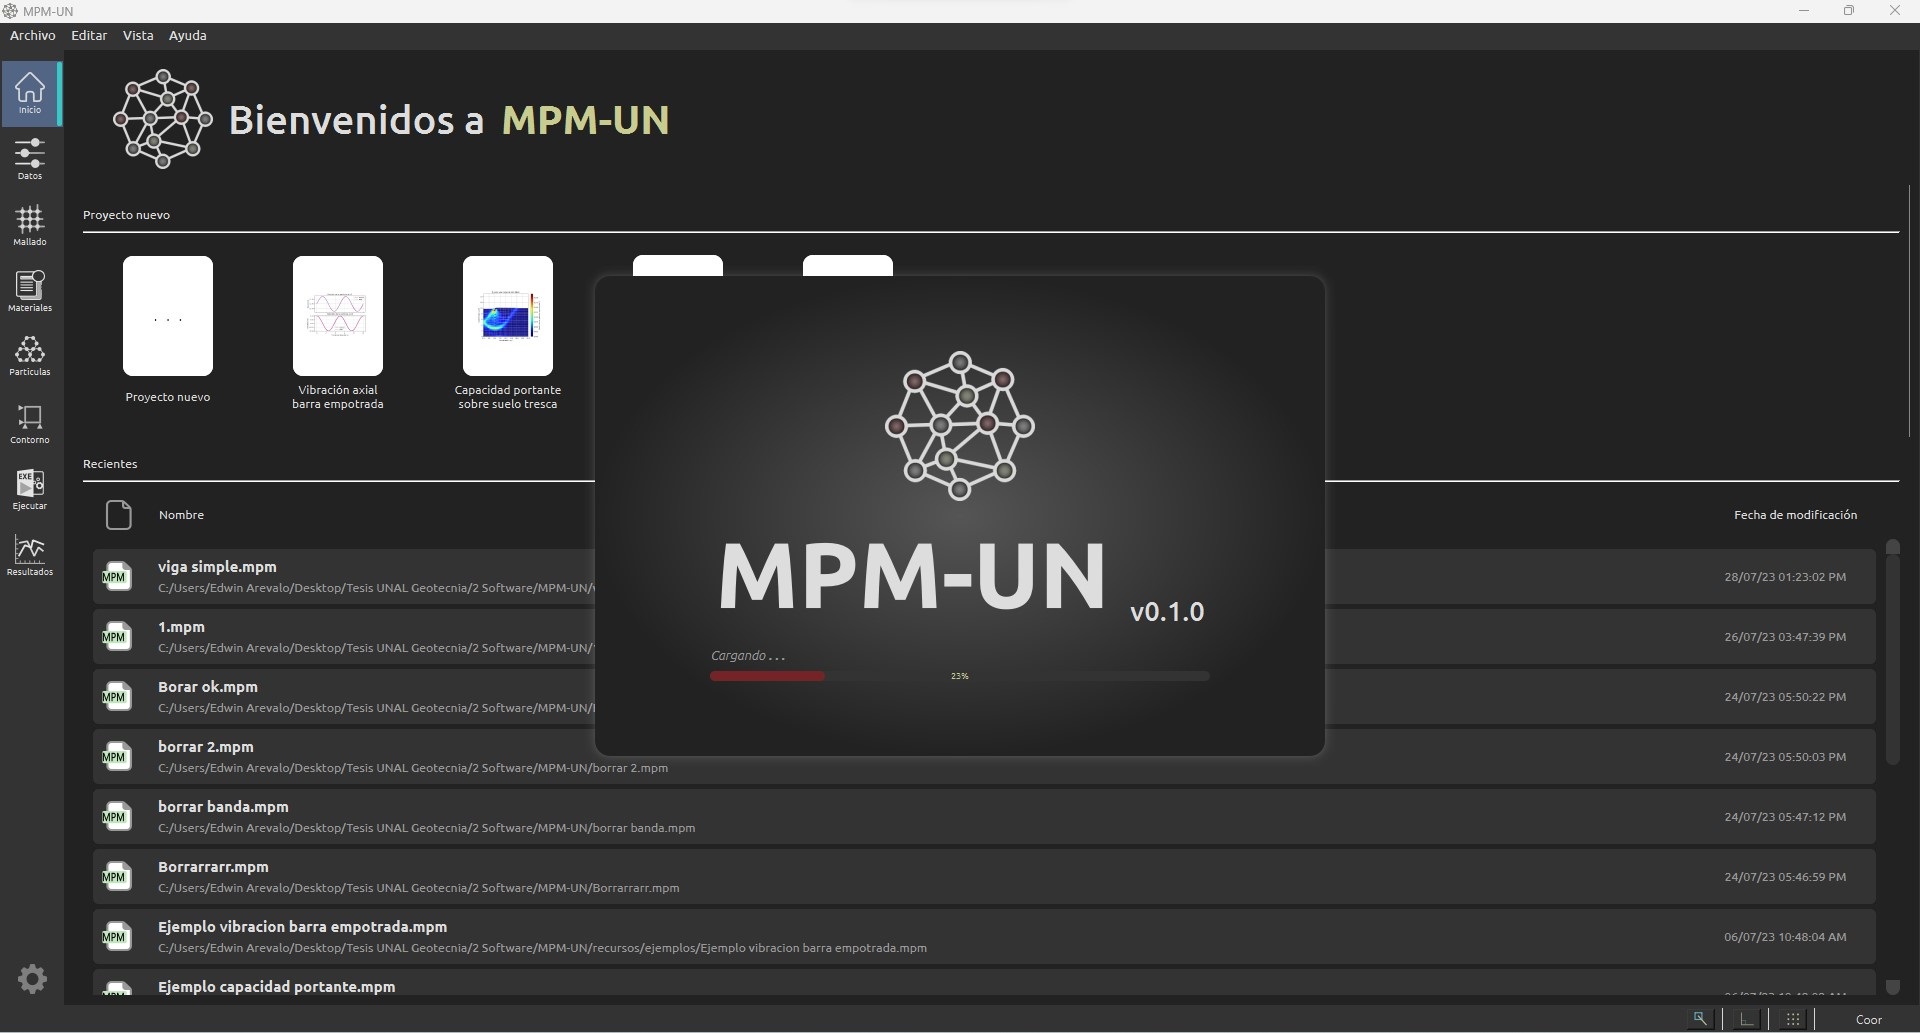 MPM-UN
Archivo Editar Vista Ayuda
Inicio
Datos
Mallado
Materiales
Particulas
Contorno
EXE
Ejecutar
Resultados
Bienvenidos a MPM-UN
Proyecto nuevo
. . .
Proyecto nuevo
Vibración axial
barra empotrada
Capacidad portante
sobre suelo tresca
Recientes
Nombre
Fecha de modificación
MPM
viga simple.mpm
28/07/23 01:23:02 PM
C:/Users/Edwin Arevalo/Desktop/Tesis UNAL Geotecnia/2 Software/MPM-UN/
MPM
1.mpm
26/07/23 03:47:39 PM
C:/Users/Edwin Arevalo/Desktop/Tesis UNAL Geotecnia/2 Software/MPM-UN/
MPM
Borar ok.mpm
24/07/23 05:50:22 PM
C:/Users/Edwin Arevalo/Desktop/Tesis UNAL Geotecnia/2 Software/MPM-UN/
MPM
borrar 2.mpm
24/07/23 05:50:03 PM
C:/Users/Edwin Arevalo/Desktop/Tesis UNAL Geotecnia/2 Software/MPM-UN/borrar 2.mpm
MPM
borrar banda.mpm
24/07/23 05:47:12 PM
C:/Users/Edwin Arevalo/Desktop/Tesis UNAL Geotecnia/2 Software/MPM-UN/borrar banda.mpm
MPM
Borrarrarr.mpm
24/07/23 05:46:59 PM
C:/Users/Edwin Arevalo/Desktop/Tesis UNAL Geotecnia/2 Software/MPM-UN/Borrarrarr.mpm
MPM
Ejemplo vibracion barra empotrada.mpm
06/07/23 10:48:04 AM
C:/Users/Edwin Arevalo/Desktop/Tesis UNAL Geotecnia/2 Software/MPM-UN/recursos/ejemplos/Ejemplo vibracion barra empotrada.mpm
Ejemplo capacidad portante.mpm
MPM-UN v0.1.0
Cargando . . .
23%
Coor